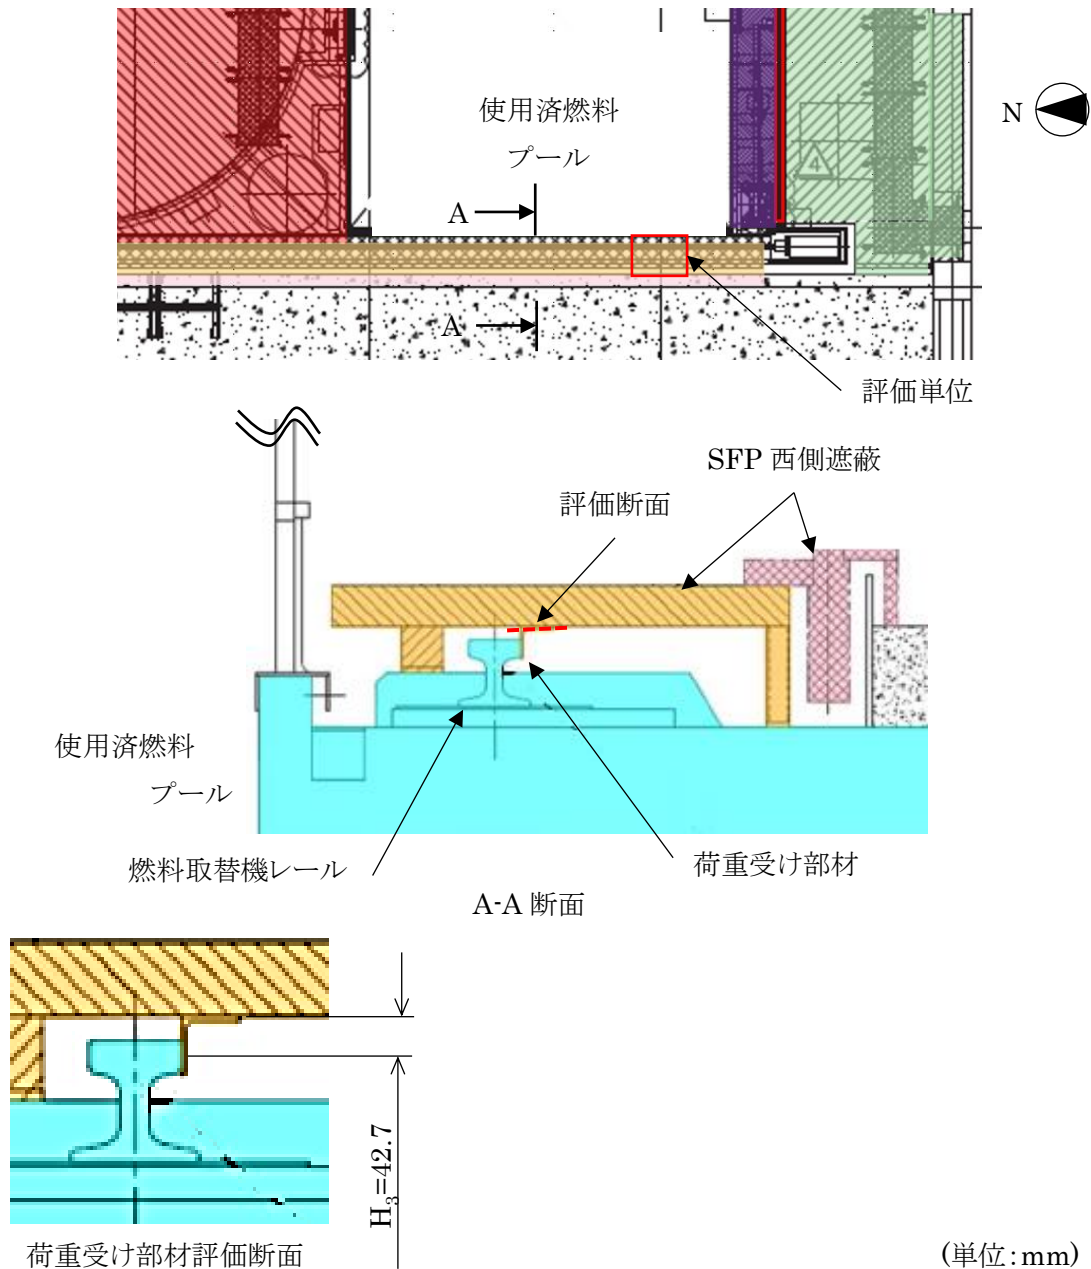 使用済燃料
プール
N
A
4
A
評価単位
SFP 西側遮蔽
評価断面
使用済燃料
プール
燃料取替機レール
荷重受け部材
A-A 断面
H3=42.7
荷重受け部材評価断面
(単位:mm)